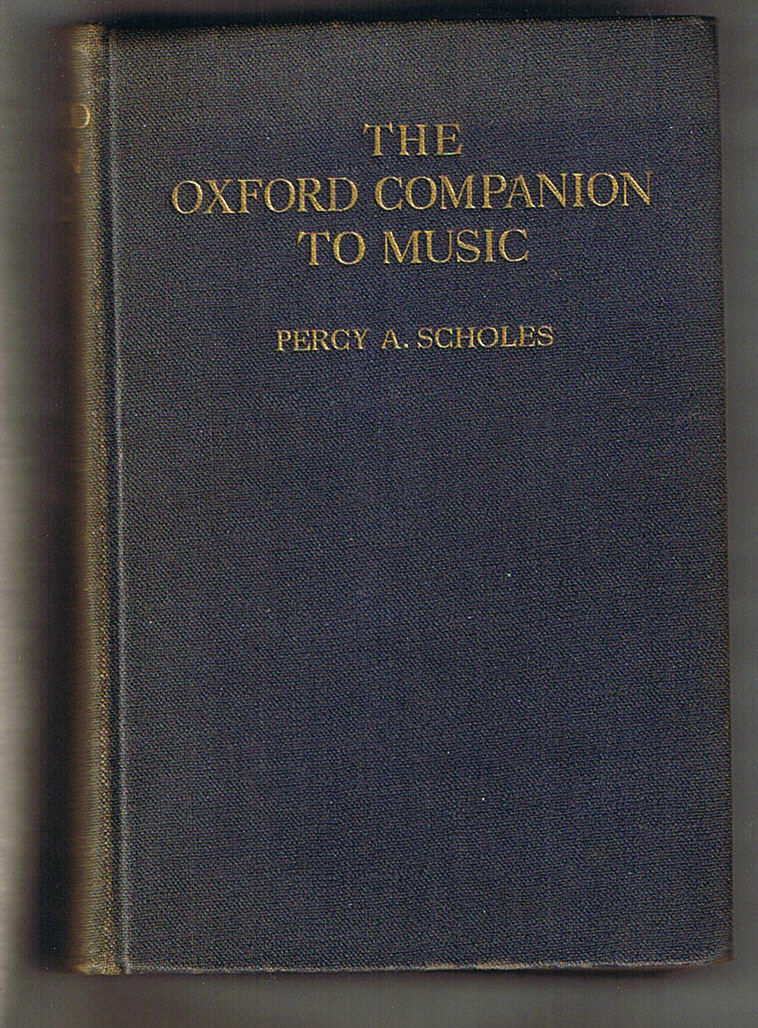 THE
OXFORD COMPANION
TO MUSIC
PERCY A. SCHOLES